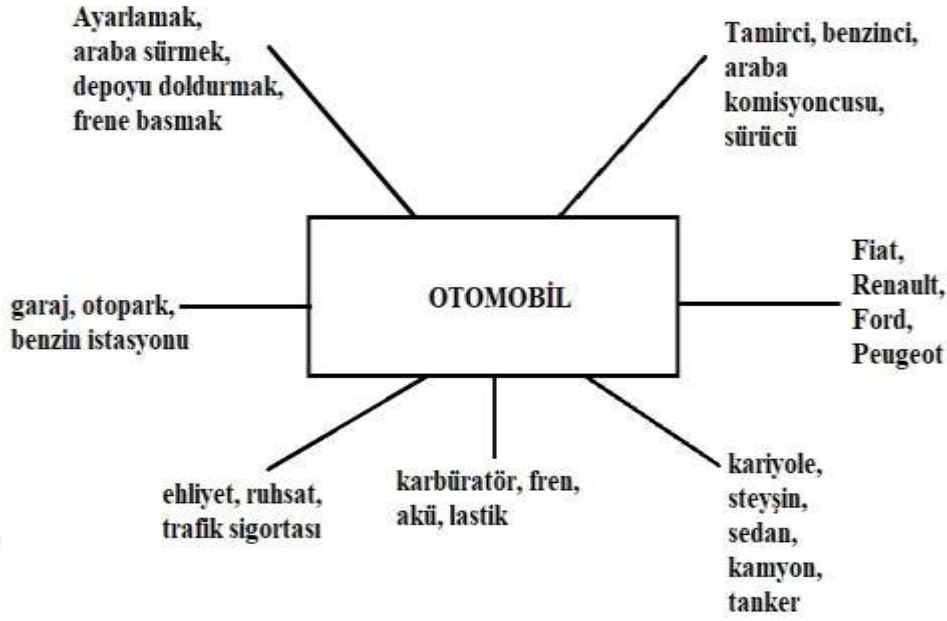 Ayarlamak,
araba sürmek,
depoyu doldurmak,
frene basmak
Tamirci, benzinci,
araba
komisyoncusu,
sürücü
garaj, otopark,
benzin istasyonu
OTOMOBİL
Fiat,
Renault,
Ford,
Peugeot
ehliyet, ruhsat,
trafik sigortası
karbüratör, fren,
akü, lastik
kariyole,
steyşin,
sedan,
kamyon,
tanker